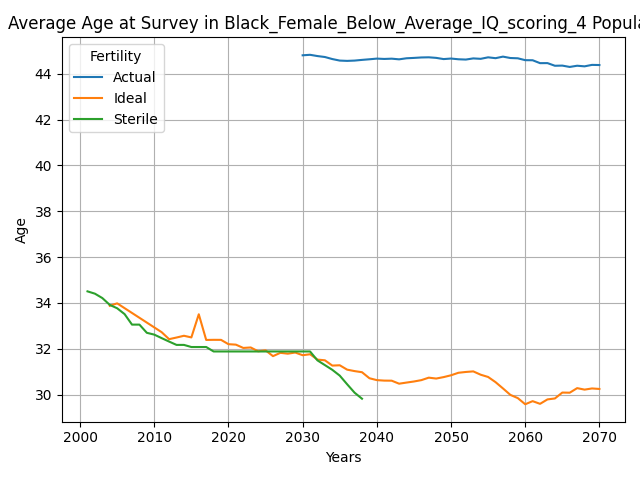 Average Age at Survey in Black_Female_Below_Average_IQ_scoring_4 Popula
Fertility
Actual
Ideal
Sterile
44
42
40
38
36
34
32
30
Age
2000 2010 2020 2030 2040 2050 2060 2070
Years